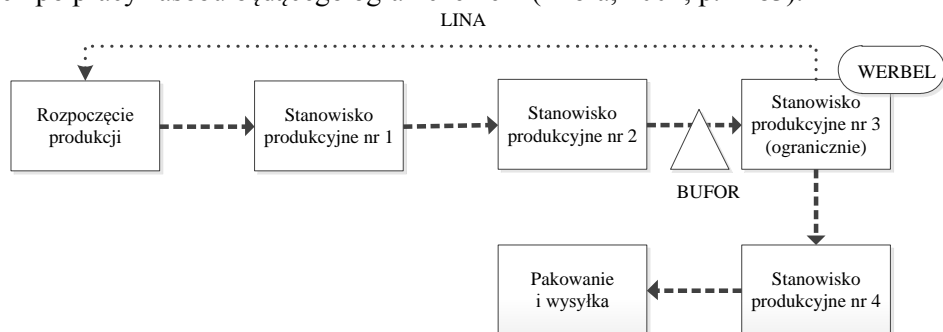 LINA
WERBEL
Rozpoczęcie
produkcji
Stanowisko
produkcyjne nr 1
Stanowisko
produkcyjne nr 2
Stanowisko
produkcyjne nr 3
(ogranicznie)
BUFOR
Pakowanie
i wysyłka
Stanowisko
produkcyjne nr 4